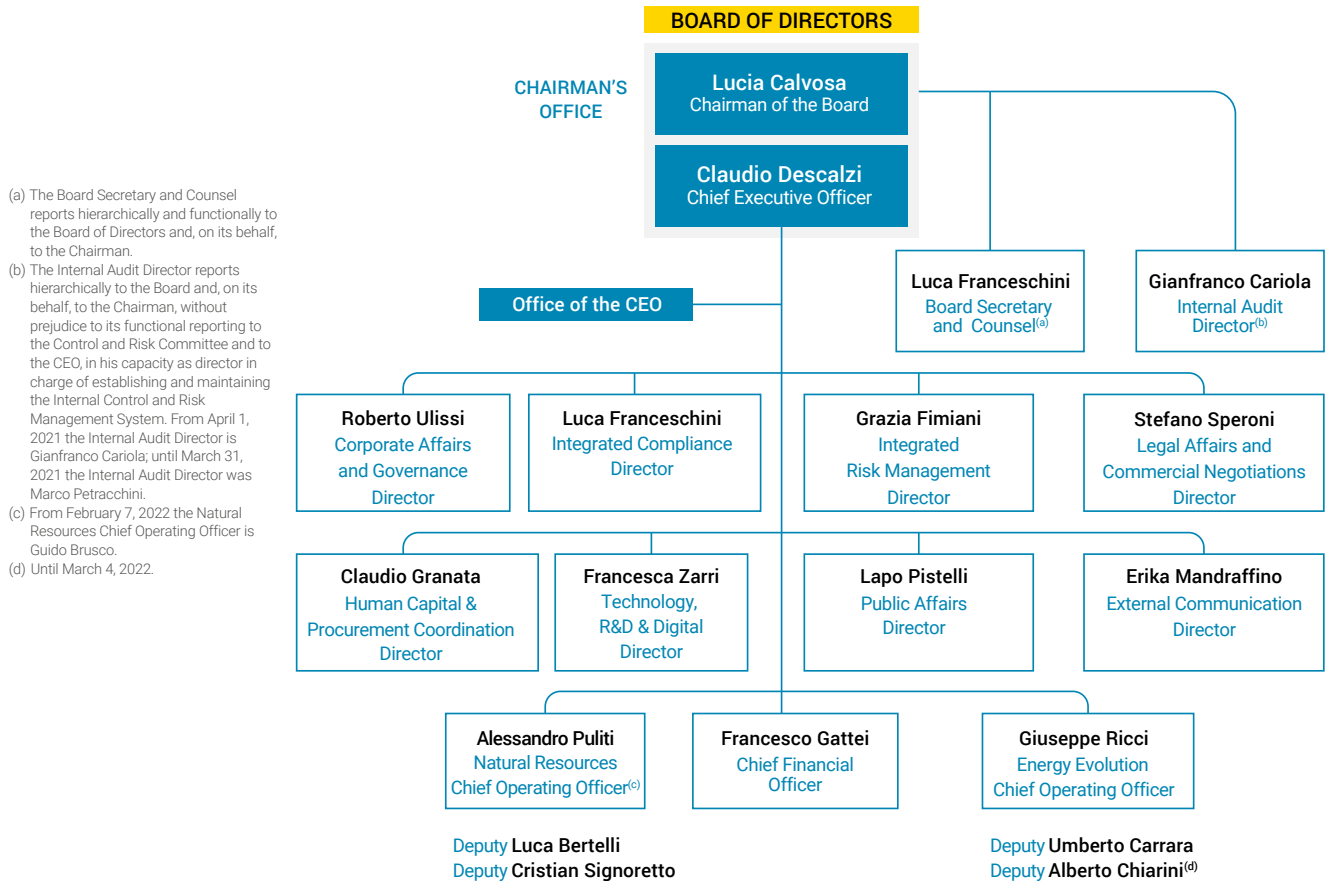 BOARD OF DIRECTORS
CHAIRMAN'S
OFFICE
Lucia Calvosa
Chairman of the Board
Claudio Descalzi
Chief Executive Officer
(a) The Board Secretary and Counsel
reports hierarchically and functionally to
the Board of Directors and, on its behalf,
to the Chairman.
(b) The Internal Audit Director reports
hierarchically to the Board and, on its
behalf, to the Chairman, without
prejudice to its functional reporting to
the Control and Risk Committee and to
the CEO, in his capacity as director in
charge of establishing and maintaining
the Internal Control and Risk
Management System. From April 1,
2021 the Internal Audit Director is
Gianfranco Cariola; until March 31,
2021 the Internal Audit Director was
Marco Petracchini.
(c) From February 7, 2022 the Natural
Resources Chief Operating Officer is
Guido Brusco.
(d) Until March 4, 2022.
Office of the CEO
Luca Franceschini
Board Secretary
and Counsel(a)
Gianfranco Cariola
Internal Audit
Director(b)
Roberto Ulissi
Corporate Affairs
and Governance
Director
Luca Franceschini
Integrated Compliance
Director
Grazia Fimiani
Integrated
Risk Management
Director
Stefano Speroni
Legal Affairs and
Commercial Negotiations
Director
Claudio Granata
Human Capital &
Procurement Coordination
Director
Francesca Zarri
Technology,
R&D & Digital
Director
Lapo Pistelli
Public Affairs
Director
Erika Mandraffino
External Communication
Director
Alessandro Puliti
Natural Resources
Chief Operating Officer(c)
Francesco Gattei
Chief Financial
Officer
Giuseppe Ricci
Energy Evolution
Chief Operating Officer
Deputy Luca Bertelli
Deputy Cristian Signoretto
Deputy Umberto Carrara
Deputy Alberto Chiarini(d)